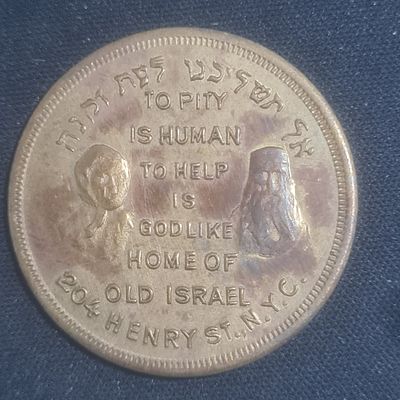 אל תשליכנו לעת זקנה
TO PITY
IS HUMAN
TO HELP
IS
GODLIKE
HOME OF
OLD ISRAEL
204 HENRY ST., N.Y.C.